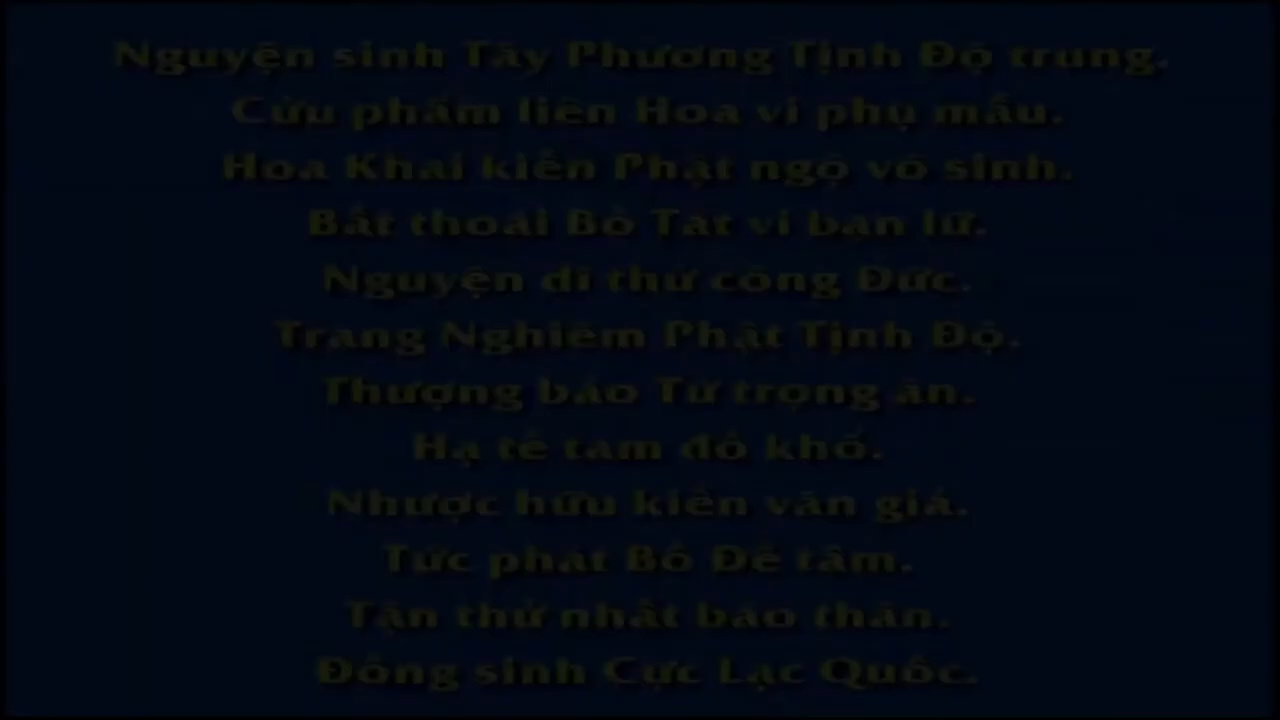 Nguyện sinh Tây Phương Tịnh Độ trung.
Cửu phẩm liên Hoa vi phụ mẫu.
Hoa Khai kiến Phật ngộ vô sinh.
Bất thoái Bồ Tát vi bạn lữ.
Nguyện dĩ thử công Đức.
Trang Nghiêm Phật Tịnh Độ.
Thượng báo Tứ trọng ân.
Hạ tế tam đồ khổ.
Nhược hữu kiến văn giả.
Tức phát Bồ Đề tâm.
Tận thử nhất báo thân.
Đồng sinh Cực Lạc Quốc.